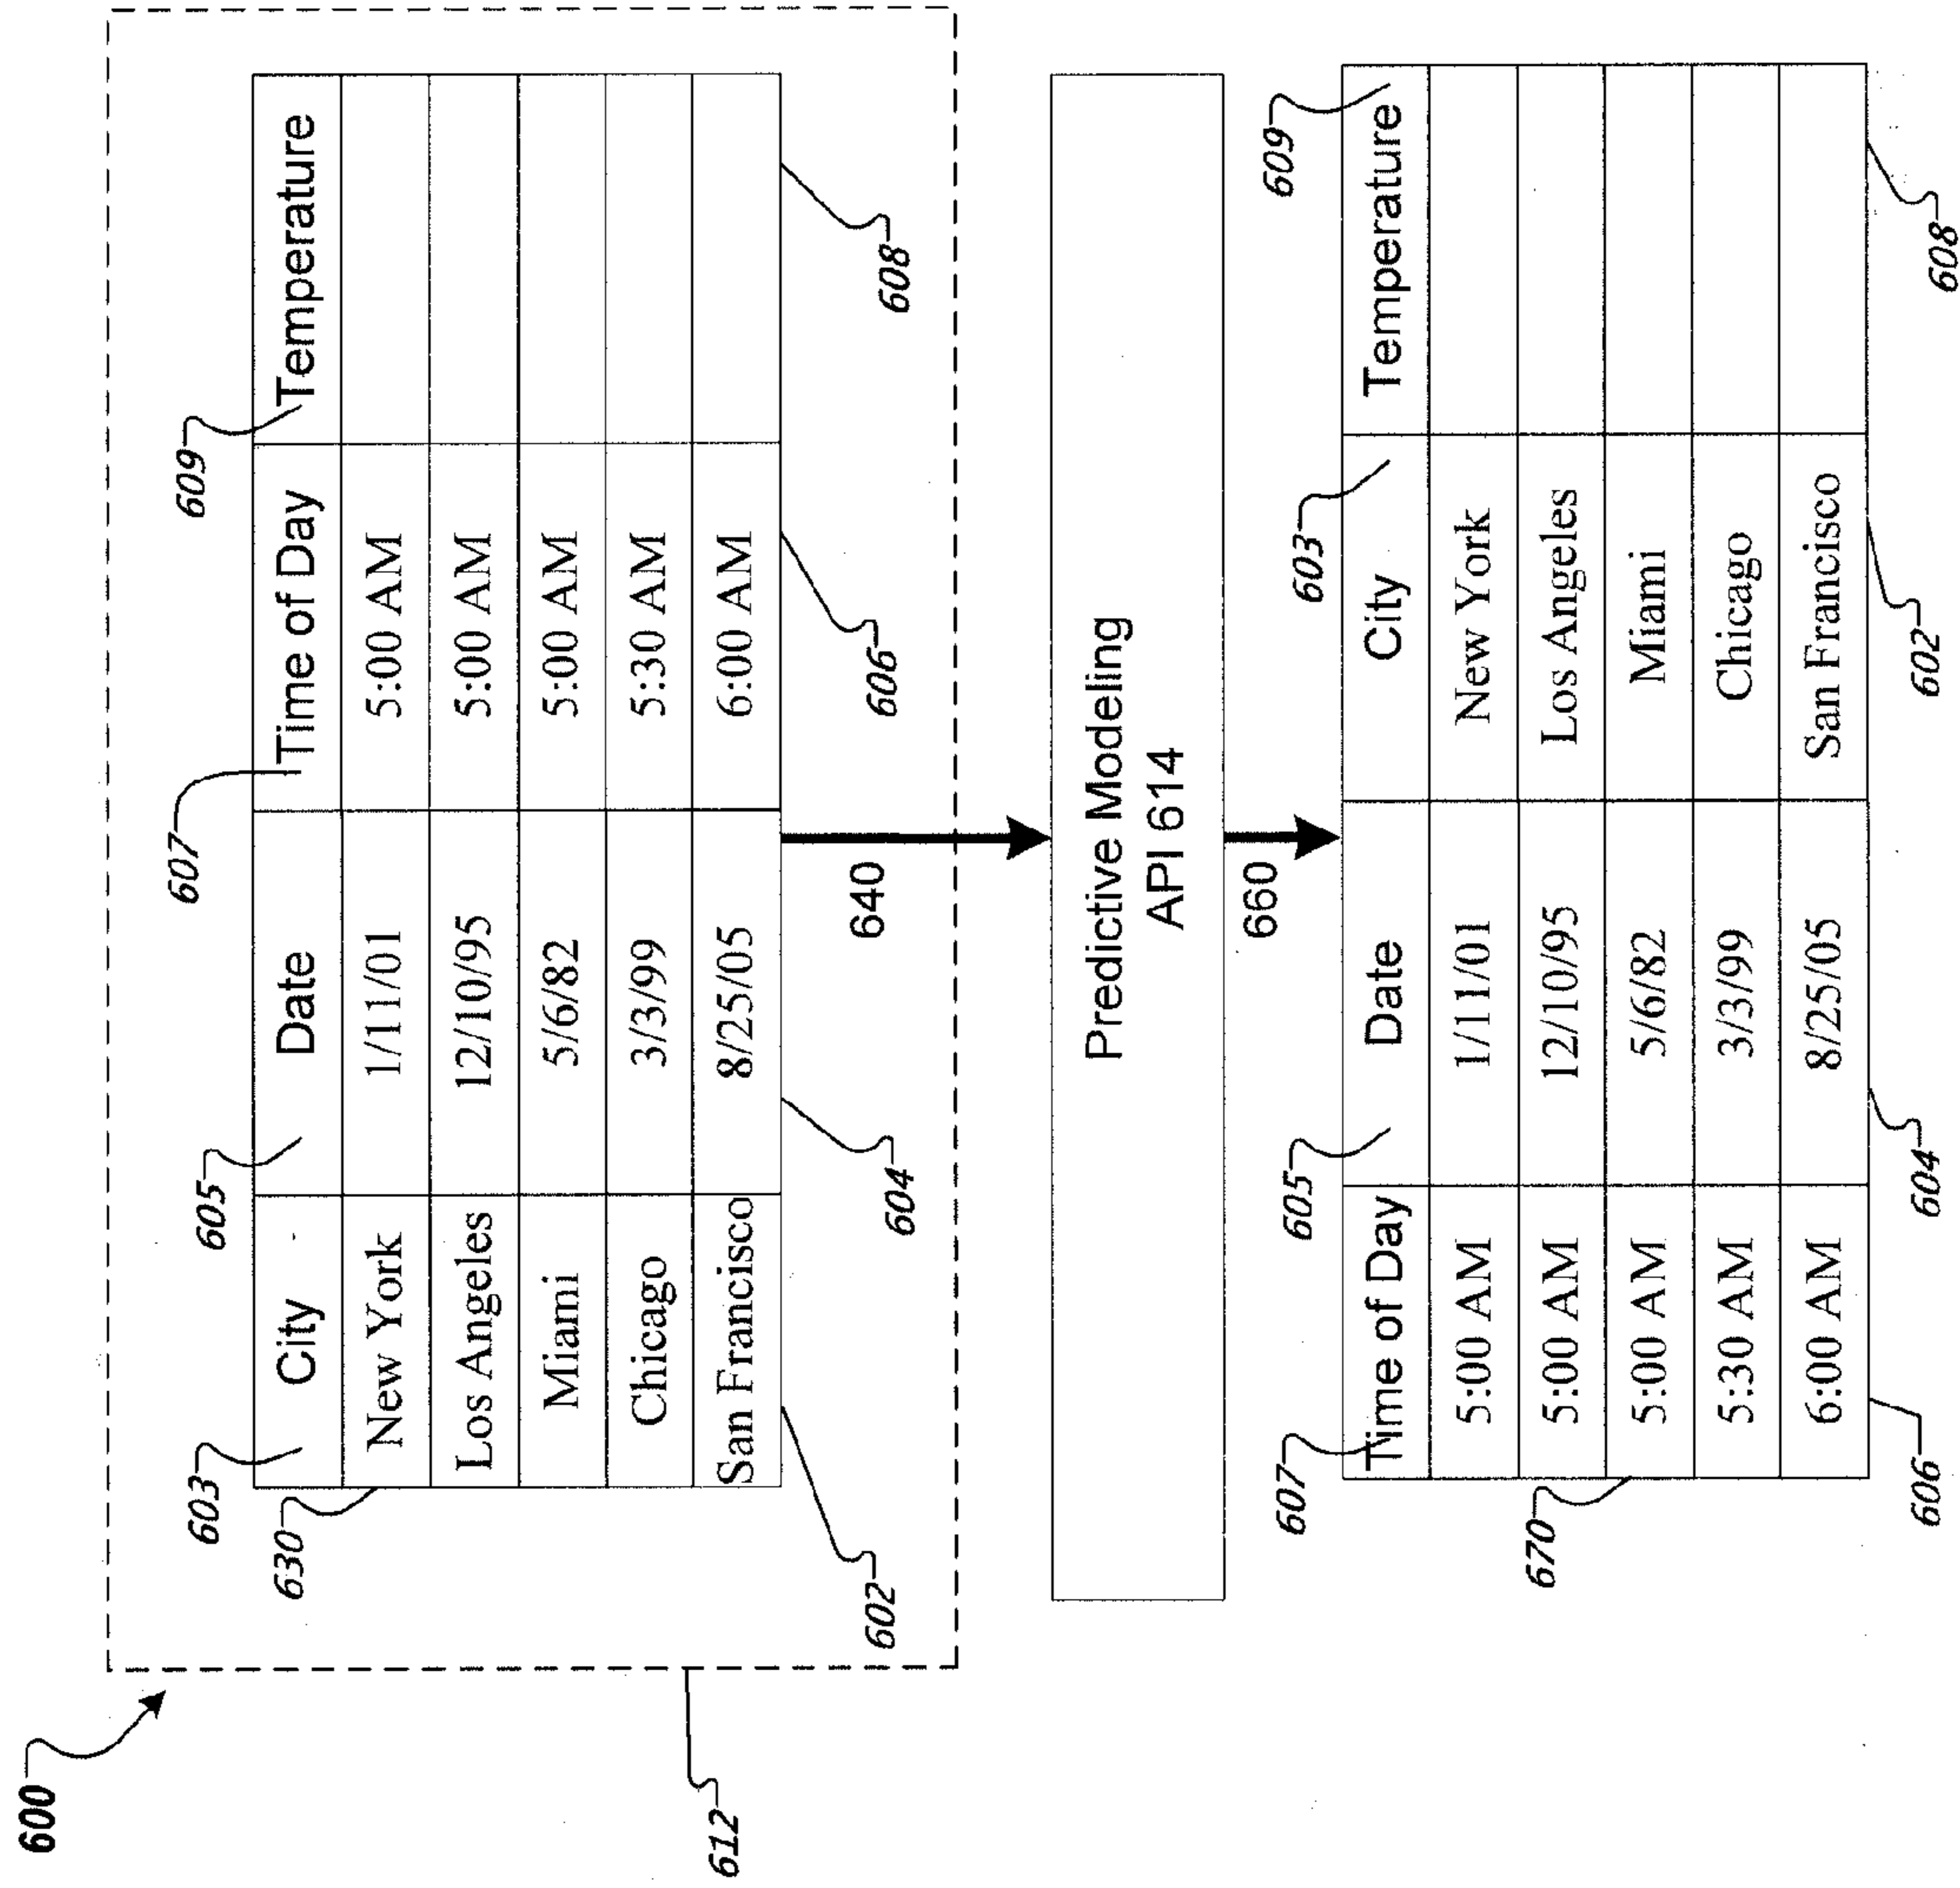 600
609
607
605
603
City Date Time of Day Temperature
630
New York 1/11/01 5:00 AM
Los Angeles 12/10/95 5:00 AM
Miami 5/6/82 5:00 AM
Chicago 3/3/99 5:30 AM
San Francisco 8/25/05 6:00 AM
612
602
604
606
608
640
Predictive Modeling
API 614
660
607
605
603
609
Time of Day Date City Temperature
5:00 AM 1/11/01 New York
5:00 AM 12/10/95 Los Angeles
670
5:00 AM 5/6/82 Miami
5:30 AM 3/3/99 Chicago
6:00 AM 8/25/05 San Francisco
606
604
602
608